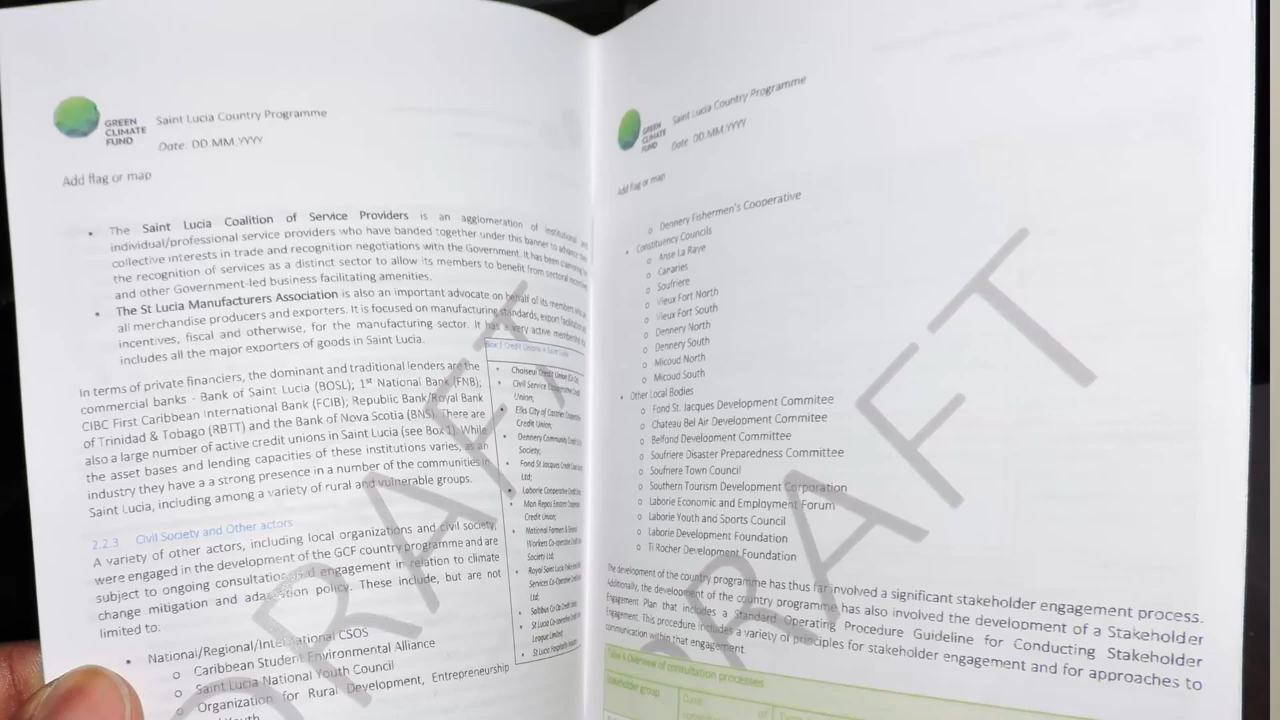 GREEN
CLIMATE
FUND
Saint Lucia Country Programme
Date: DD.MM.YYYY
Add flag or map
• The Saint Lucia Coalition of Service Providers is an agglomeration of institutional
individual/professional service providers who have banded together under this banner to advance
collective interests in trade and recognition negotiations with the Government. It has been
the recognition of services as a distinct sector to allow its members to benefit from sectoral
and other Government-led business facilitating amenities.
• The St Lucia Manufacturers Association is also an important advocate on behalf of its members
all merchandise producers and exporters. It is focused on manufacturing standards, export
incentives, fiscal and otherwise, for the manufacturing sector. It has a very active membership
includes all the major exporters of goods in Saint Lucia.
In terms of private financiers, the dominant and traditional lenders are the
commercial banks - Bank of Saint Lucia (BOSL); 1st National Bank (FNB);
CIBC First Caribbean International Bank (FCIB); Republic Bank/Royal Bank
of Trinidad & Tobago (RBTT) and the Bank of Nova Scotia (BNS). There are
also a large number of active credit unions in Saint Lucia (see Box 1). While
the asset bases and lending capacities of these institutions varies, as an
industry they have a a strong presence in a number of the communities in
Saint Lucia, including among a variety of rural and vulnerable groups.
Box 1 Credit Unions in Saint Lucia
• Choiseul Credit Union
• Civil Service
Union;
• Elks City of Castries
Credit Union;
• Dennery Community
Society;
• Fond St Jacques
Ltd;
• Laborie Cooperative
• Mon Repos Eastern
Credit Union;
• National Farmers &
Workers Co-operative
Society Ltd;
• Royal Saint Lucia
Services Co-Operative
Ltd;
• Saltibus Co Op
• St Lucia Co-operative
League Limited
• St Lucia Hospitality
2.2.3 Civil Society and Other actors
A variety of other actors, including local organizations and civil society,
were engaged in the development of the GCF country programme and are
subject to ongoing consultation and engagement in relation to climate
change mitigation and adaptation policy. These include, but are not
limited to:
• National/Regional/International CSOS
o Caribbean Student Environmental Alliance
o Saint Lucia National Youth Council
o Organization for Rural Development, Entrepreneurship
Youth
DRAFT
GREEN
CLIMATE
FUND
Saint Lucia Country Programme
Date: DD.MM.YYYY
Add flag or map
o Dennery Fishermen's Cooperative
• Constituency Councils
o Anse La Raye
o Canaries
o Soufriere
o Vieux Fort North
o Vieux Fort South
o Dennery North
o Dennery South
o Micoud North
o Micoud South
• Other Local Bodies
o Fond St. Jacques Development Commitee
o Chateau Bel Air Development Commitee
o Belfond Development Committee
o Soufriere Disaster Preparedness Committee
o Soufriere Town Council
o Southern Tourism Development Corporation
o Laborie Economic and Employment Forum
o Laborie Youth and Sports Council
o Laborie Development Foundation
o Ti Rocher Development Foundation
The development of the country programme has thus far involved a significant stakeholder engagement process.
Additionally, the development of the country programme has also involved the development of a Stakeholder
Engagement Plan that includes a Standard Operating Procedure Guideline for Conducting Stakeholder
Engagement. This procedure includes a variety of principles for stakeholder engagement and for approaches to
communication within that engagement.
Overview of consultation processes
Stakeholder group
of
DRAFT